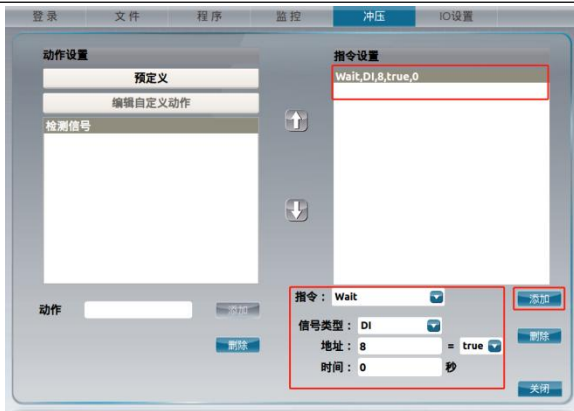 登录 文件 程序 监控 冲压 IO设置
动作设置
预定义
编辑自定义动作
检测信号
动作
添加
删除
指令设置
Wait,DI,8,true,0
指令： Wait
添加
信号类型： DI
地址： 8 = true
删除
时间： 0 秒
关闭